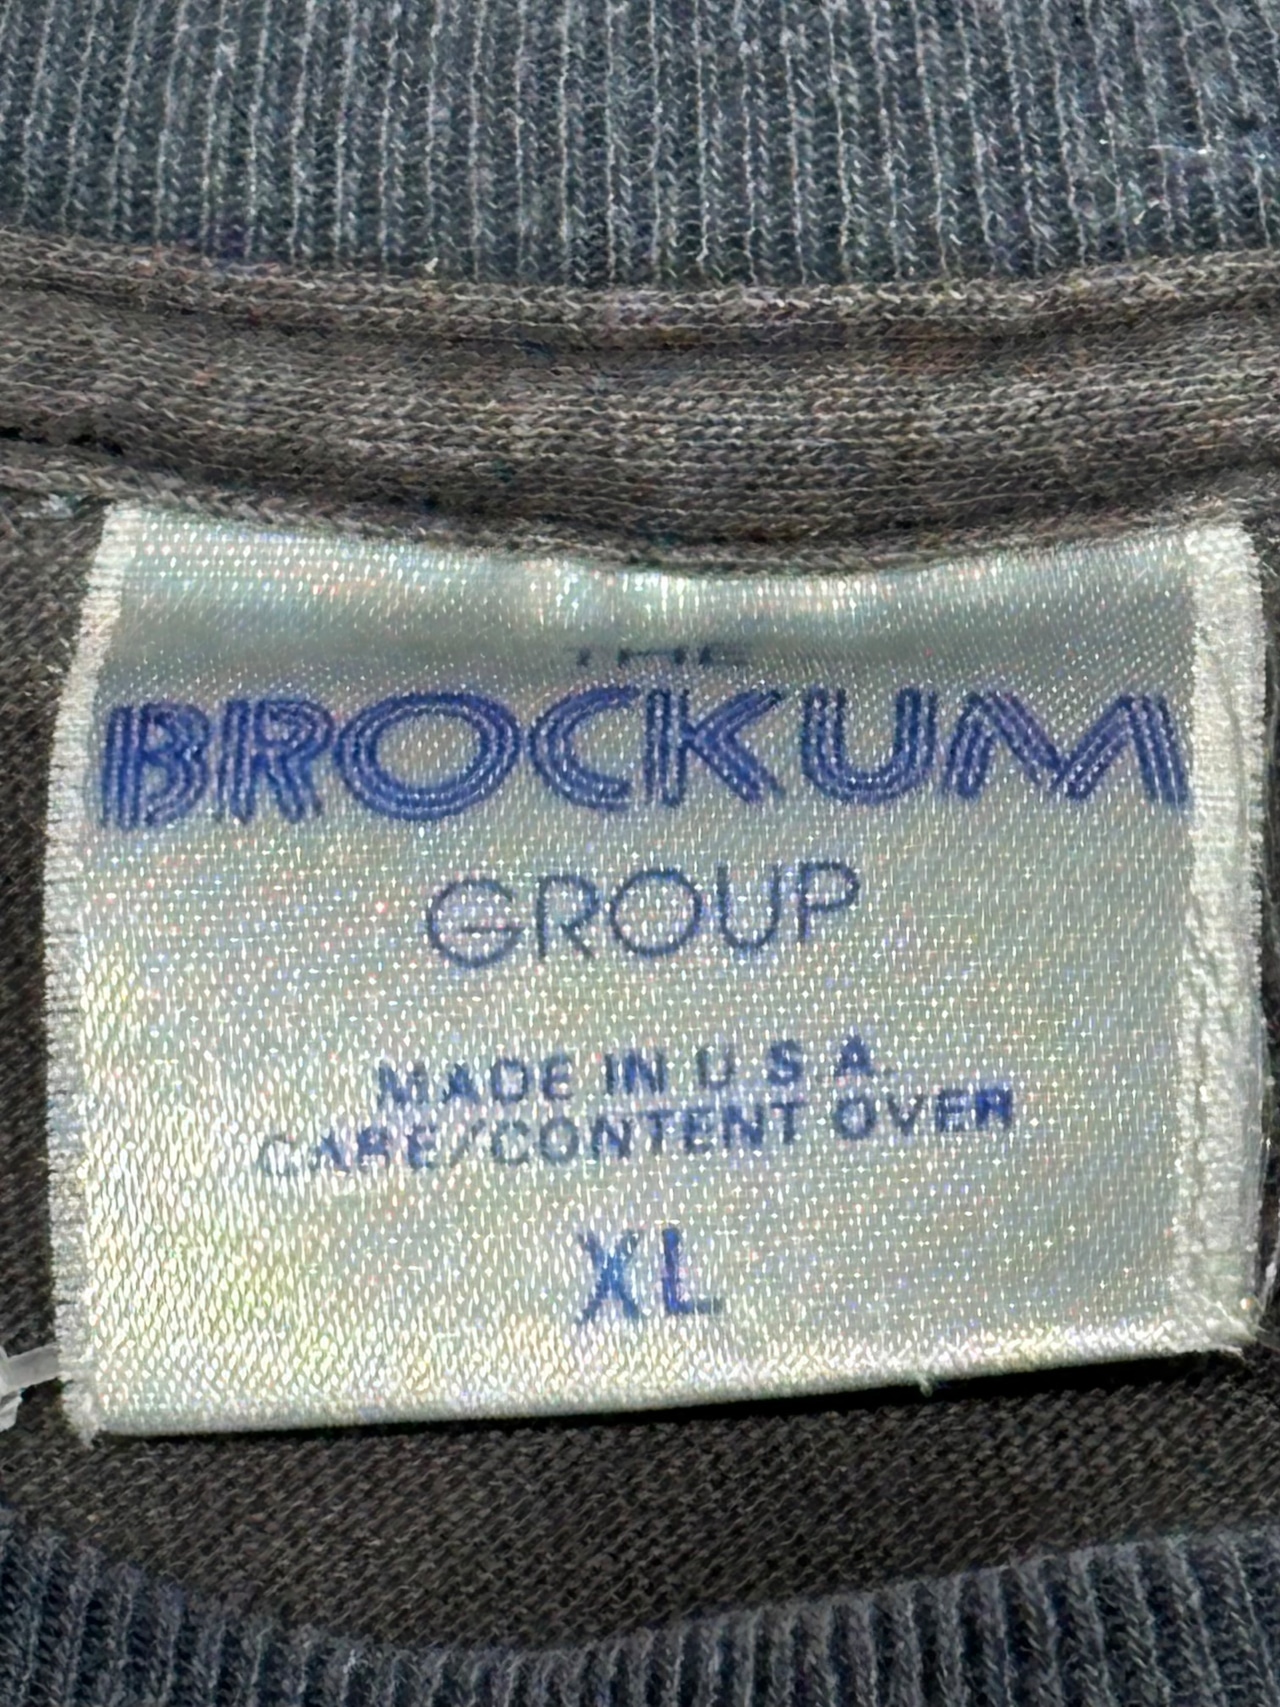 THE
BROCKUM
GROUP
MADE IN U.S.A.
CARE/CONTENT OVER
XL